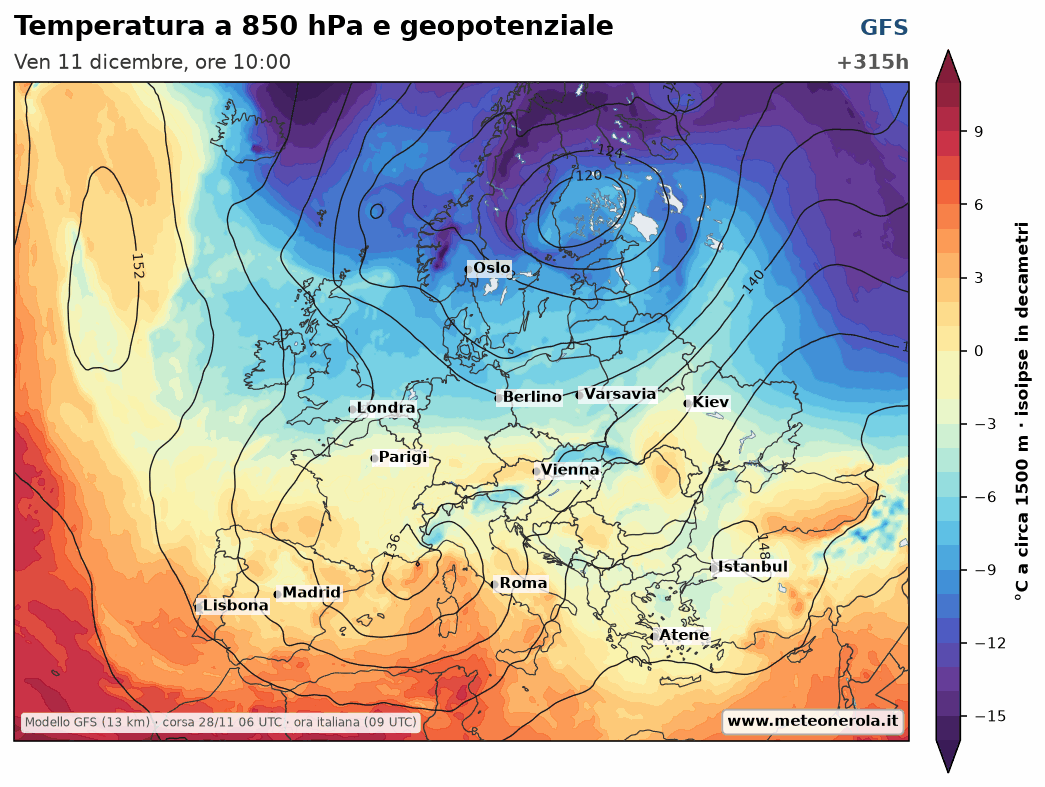 Temperatura a 850 hPa e geopotenziale
GFS
Ven 11 dicembre, ore 10:00
+315h
124
120
152
Oslo
140
Berlino
Varsavia
Kiev
Londra
Parigi
Vienna
136
Istanbul
Madrid
Roma
Lisbona
Atene
Modello GFS (13 km) · corsa 28/11 06 UTC · ora italiana (09 UTC)
www.meteonerola.it
9
6
3
0
−3
−6
−9
−12
−15
°C a circa 1500 m · isoipse in decametri